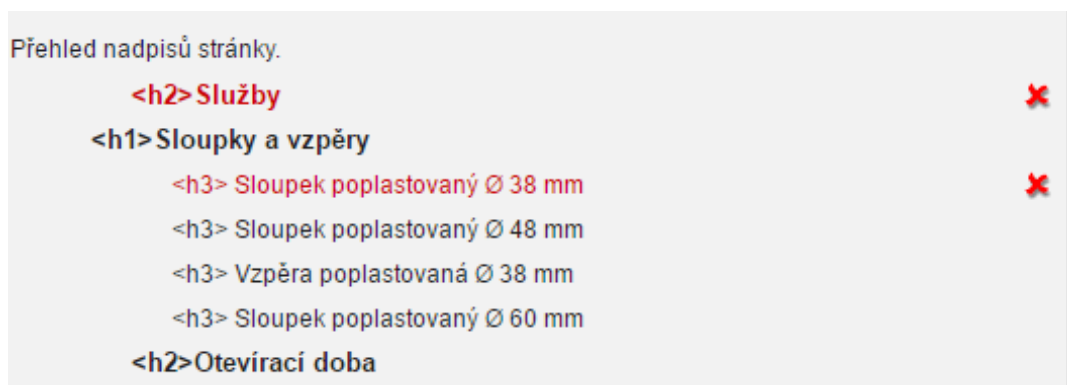 Přehled nadpisů stránky.
<h2>Služby
<h1>Sloupky a vzpěry
<h3> Sloupek poplastovaný Ø 38 mm
<h3> Sloupek poplastovaný Ø 48 mm
<h3> Vzpěra poplastovaná Ø 38 mm
<h3> Sloupek poplastovaný Ø 60 mm
<h2>Otevírací doba